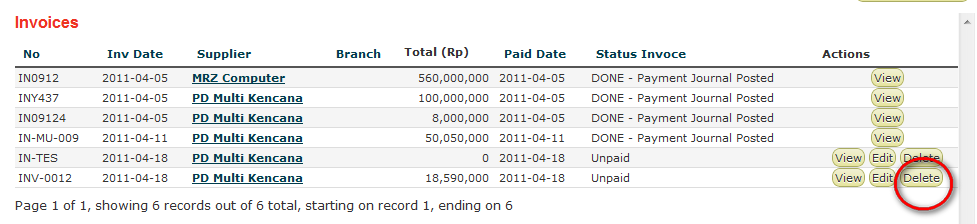 Invoices
No Inv Date Supplier Branch Total (Rp) Paid Date Status Invoce Actions
IN0912 2011-04-05 MRZ Computer 560,000,000 2011-04-05 DONE - Payment Journal Posted View
INY437 2011-04-05 PD Multi Kencana 100,000,000 2011-04-05 DONE - Payment Journal Posted View
IN09124 2011-04-05 PD Multi Kencana 8,000,000 2011-04-05 DONE - Payment Journal Posted View
IN-MU-009 2011-04-11 PD Multi Kencana 50,050,000 2011-04-11 DONE - Payment Journal Posted View
IN-TES 2011-04-18 PD Multi Kencana 0 2011-04-18 Unpaid View Edit Delete
INV-0012 2011-04-18 PD Multi Kencana 18,590,000 2011-04-18 Unpaid View Edit Delete
Page 1 of 1, showing 6 records out of 6 total, starting on record 1, ending on 6